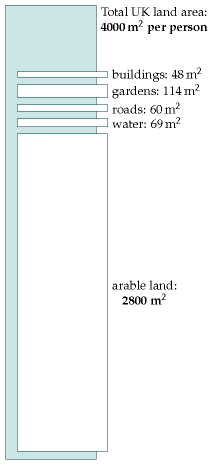 Total UK land area:
4000 m² per person
buildings: 48 m²
gardens: 114 m²
roads: 60 m²
water: 69 m²
arable land:
2800 m²